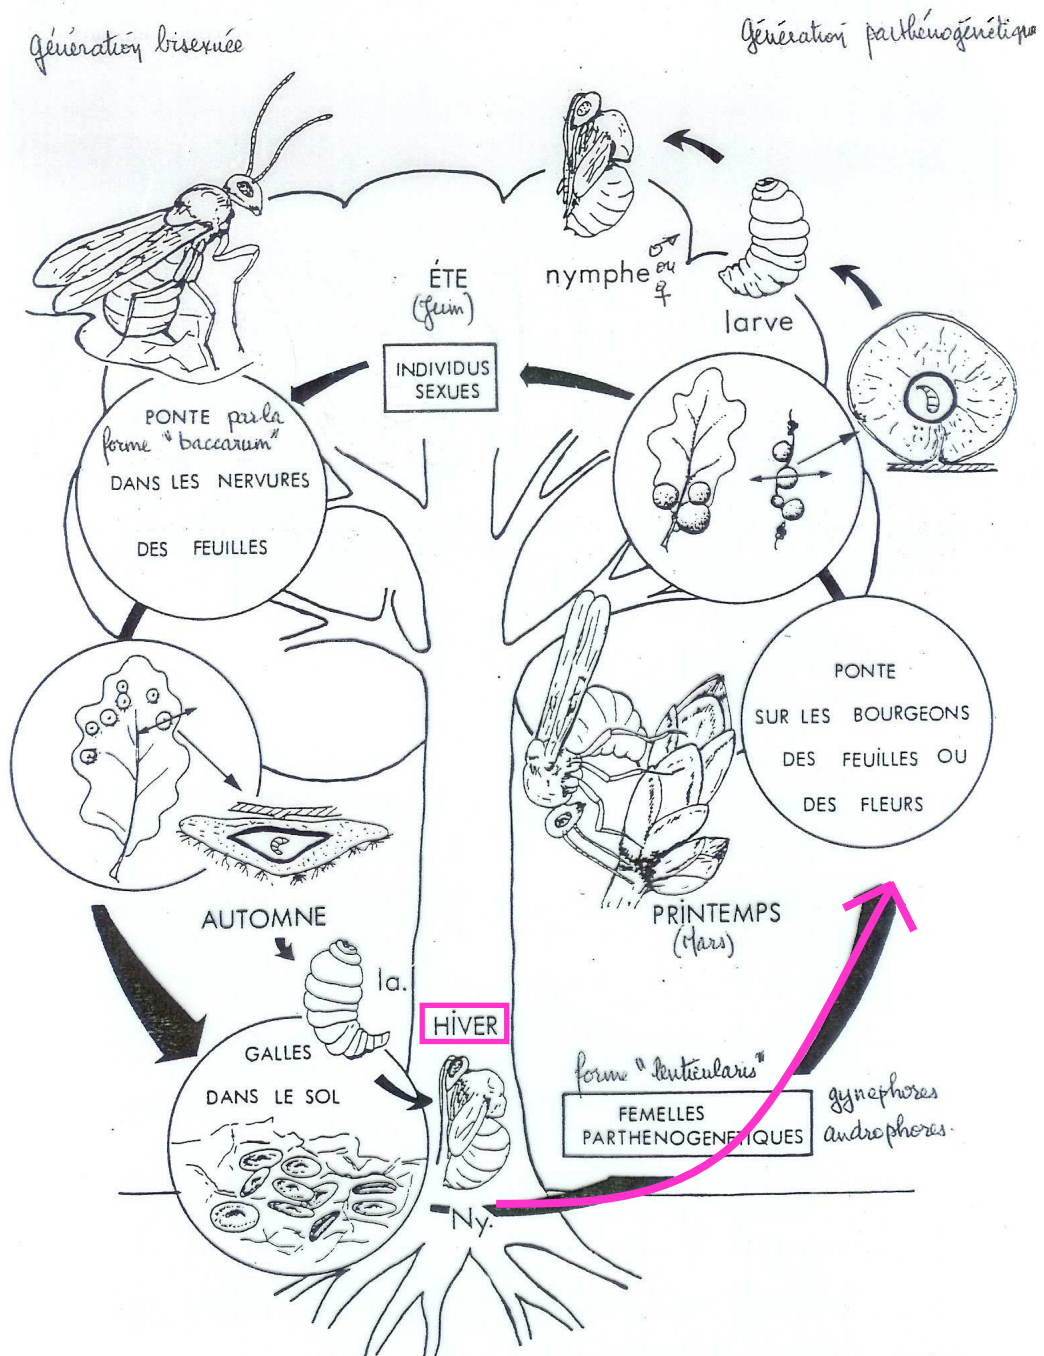 génération bisexuée
génération parthénogénétique
nymphe ♂ ou ♀
larve
ÉTE
(Juin)
INDIVIDUS
SEXUES
PONTE par la
forme "baccarum"
DANS LES NERVURES
DES FEUILLES
PONTE
SUR LES BOURGEONS
DES FEUILLES OU
DES FLEURS
AUTOMNE
PRINTEMPS
(Mars)
la.
HIVER
GALLES
DANS LE SOL
forme "lenticularis"
FEMELLES
PARTHENOGENETIQUES
gynéphores
androphores.
Ny.